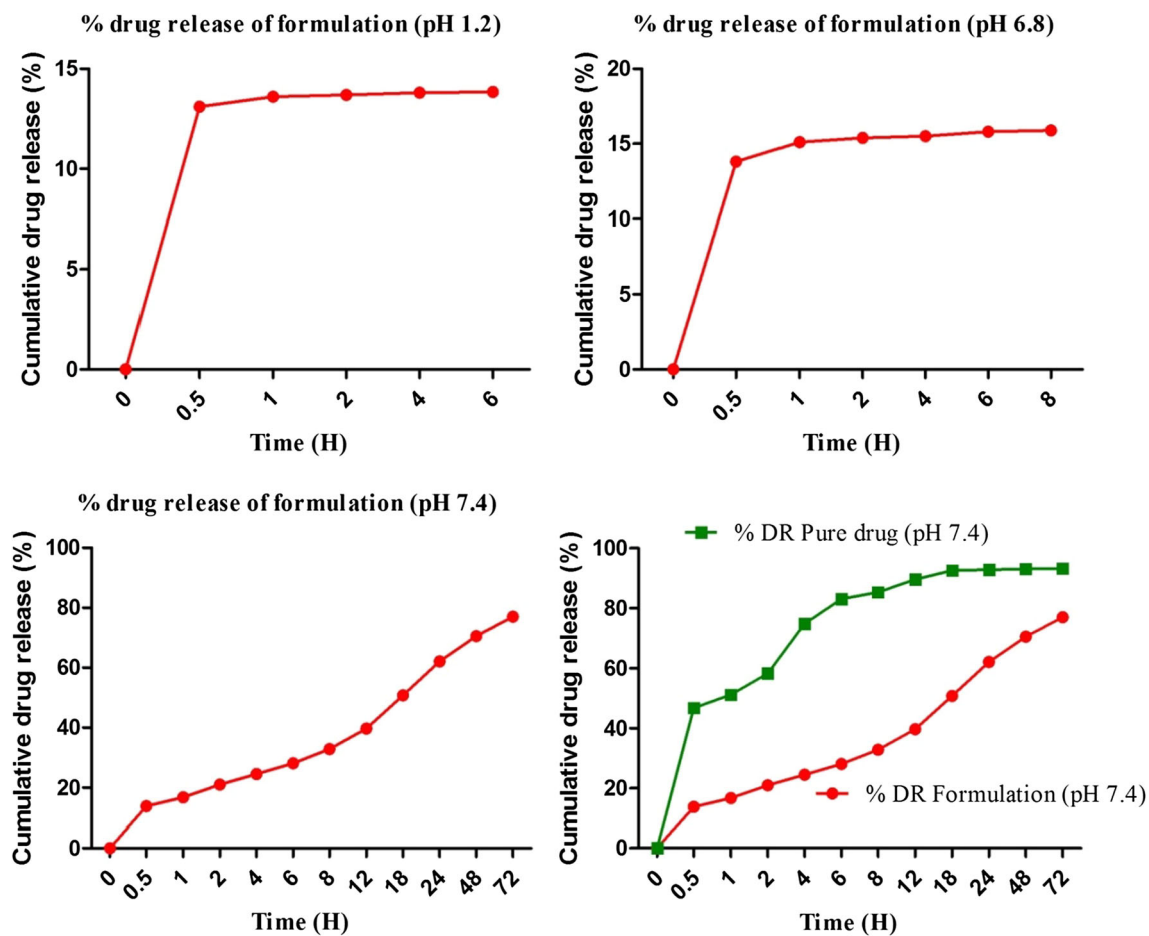 % drug release of formulation (pH 1.2)
Cumulative drug release (%)
15
10
5
0
0 0.5 1 2 4 6
Time (H)
% drug release of formulation (pH 6.8)
Cumulative drug release (%)
20
15
10
5
0
0 0.5 1 2 4 6 8
Time (H)
% drug release of formulation (pH 7.4)
Cumulative drug release (%)
100
80
60
40
20
0
0 0.5 1 2 4 6 8 12 18 24 48 72
Time (H)
% DR Pure drug (pH 7.4)
Cumulative drug release (%)
100
80
60
40
20
0
% DR Formulation (pH 7.4)
0 0.5 1 2 4 6 8 12 18 24 48 72
Time (H)